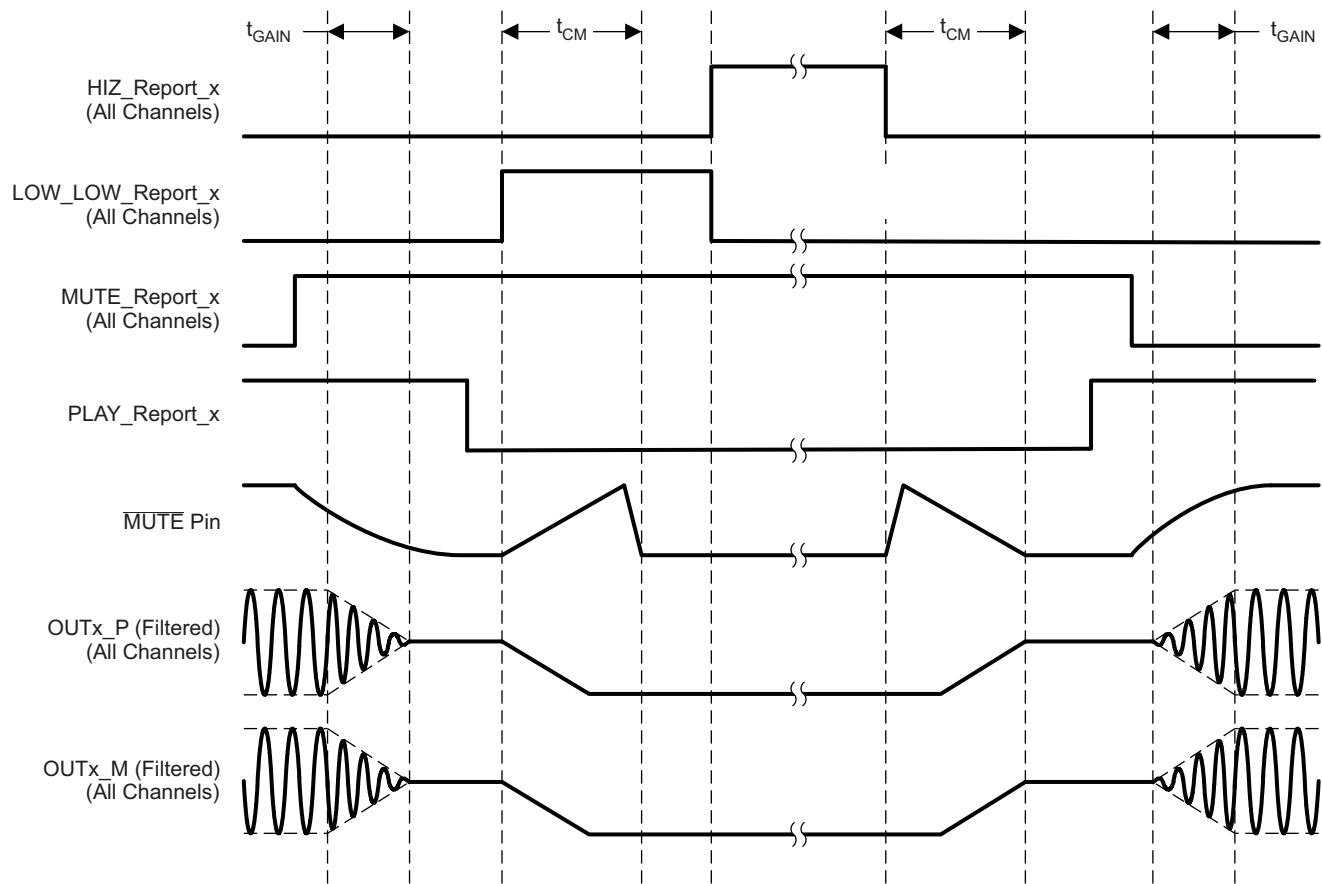 tGAIN
tCM
tCM
tGAIN
HIZ_Report_x
(All Channels)
LOW_LOW_Report_x
(All Channels)
MUTE_Report_x
(All Channels)
PLAY_Report_x
MUTE Pin
OUTx_P (Filtered)
(All Channels)
OUTx_M (Filtered)
(All Channels)